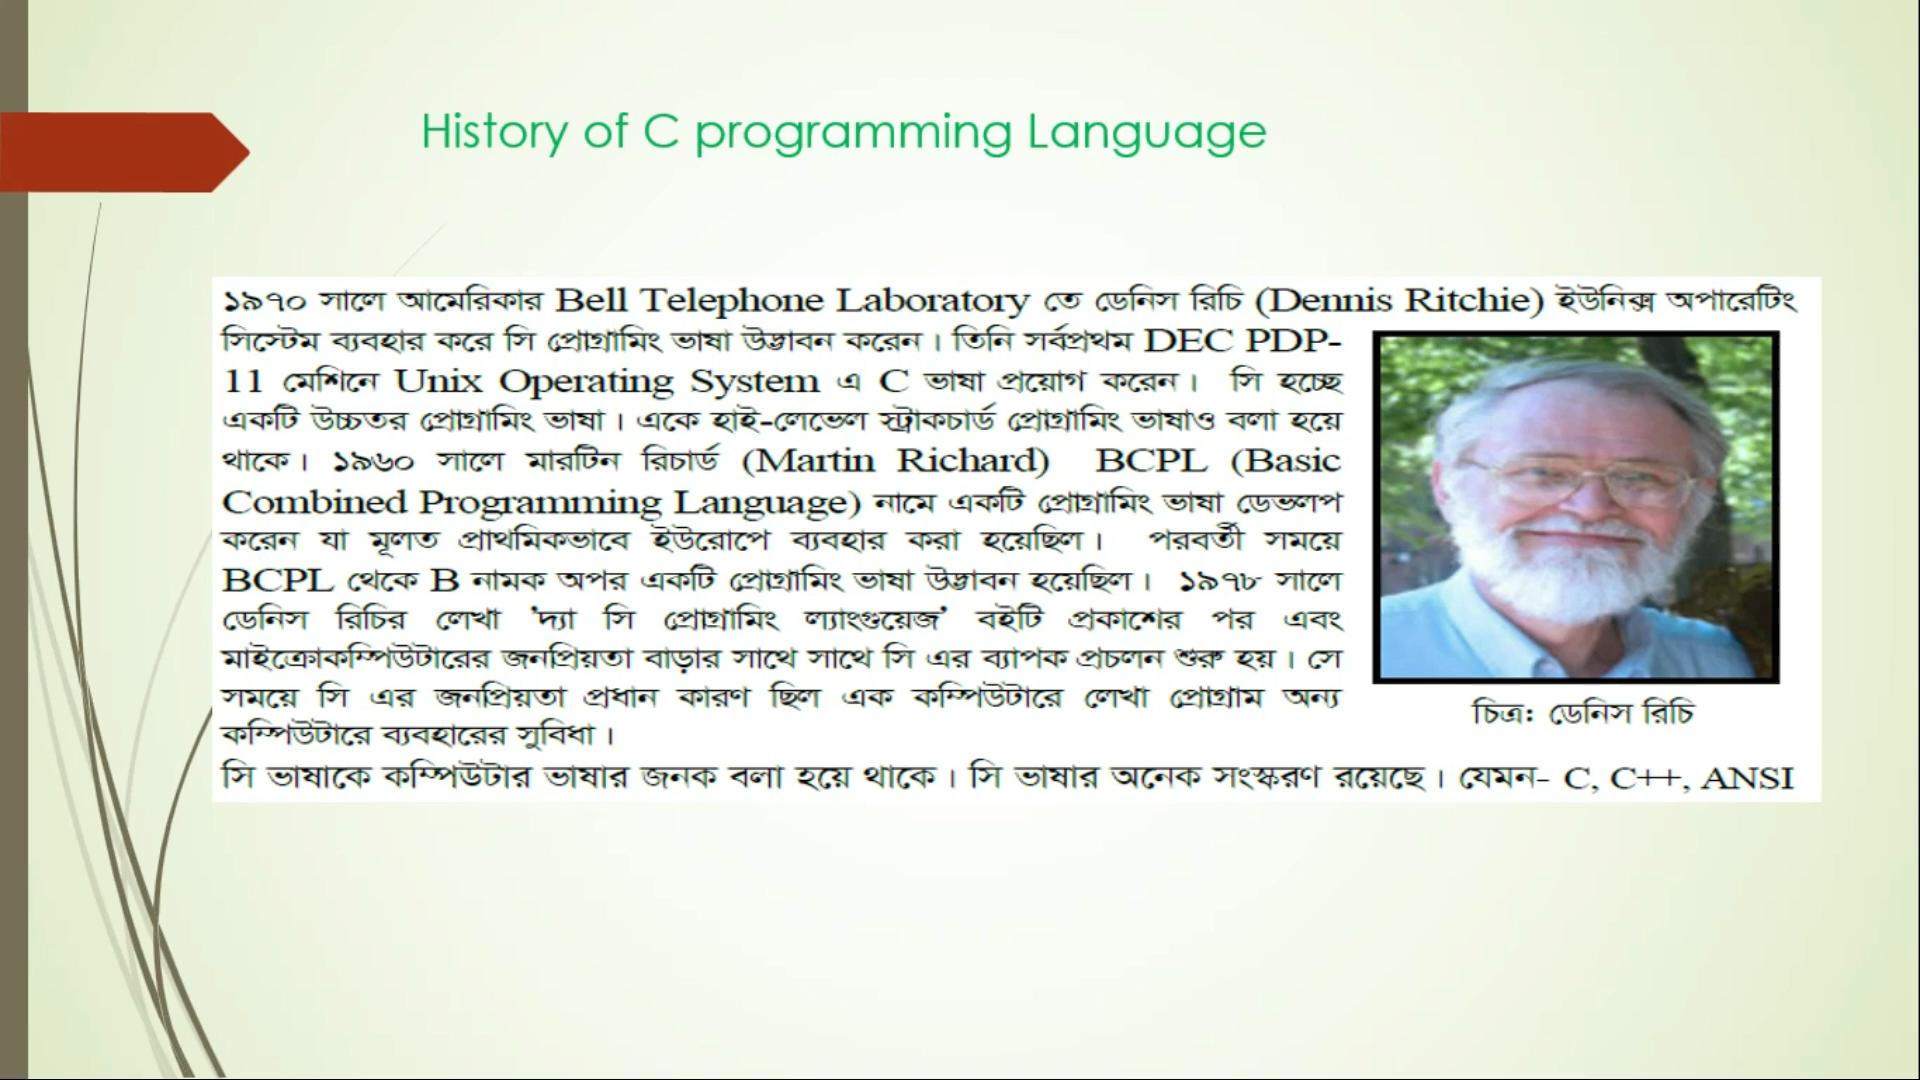 History of C programming Language
১৯৭০ সালে আমেরিকার Bell Telephone Laboratory তে ডেনিস রিচি (Dennis Ritchie) ইউনিক্স অপারেটিং
সিস্টেম ব্যবহার করে সি প্রোগ্রামিং ভাষা উদ্ভাবন করেন। তিনি সর্বপ্রথম DEC PDP-
11 মেশিনে Unix Operating System এ C ভাষা প্রয়োগ করেন। সি হচ্ছে
একটি উচ্চতর প্রোগ্রামিং ভাষা। একে হাই-লেভেল স্ট্রাকচার্ড প্রোগ্রামিং ভাষাও বলা হয়ে
থাকে। ১৯৬০ সালে মারটিন রিচার্ড (Martin Richard) BCPL (Basic
Combined Programming Language) নামে একটি প্রোগ্রামিং ভাষা ডেভলপ
করেন যা মূলত প্রাথমিকভাবে ইউরোপে ব্যবহার করা হয়েছিল। পরবর্তী সময়ে
BCPL থেকে B নামক অপর একটি প্রোগ্রামিং ভাষা উদ্ভাবন হয়েছিল। ১৯৭৮ সালে
ডেনিস রিচির লেখা 'দ্যা সি প্রোগ্রামিং ল্যাংগুয়েজ' বইটি প্রকাশের পর এবং
মাইক্রোকম্পিউটারের জনপ্রিয়তা বাড়ার সাথে সাথে সি এর ব্যাপক প্রচলন শুরু হয়। সে
সময়ে সি এর জনপ্রিয়তা প্রধান কারণ ছিল এক কম্পিউটারে লেখা প্রোগ্রাম অন্য
কম্পিউটারে ব্যবহারের সুবিধা।
চিত্র: ডেনিস রিচি
সি ভাষাকে কম্পিউটার ভাষার জনক বলা হয়ে থাকে। সি ভাষার অনেক সংস্করণ রয়েছে। যেমন- C, C++, ANSI